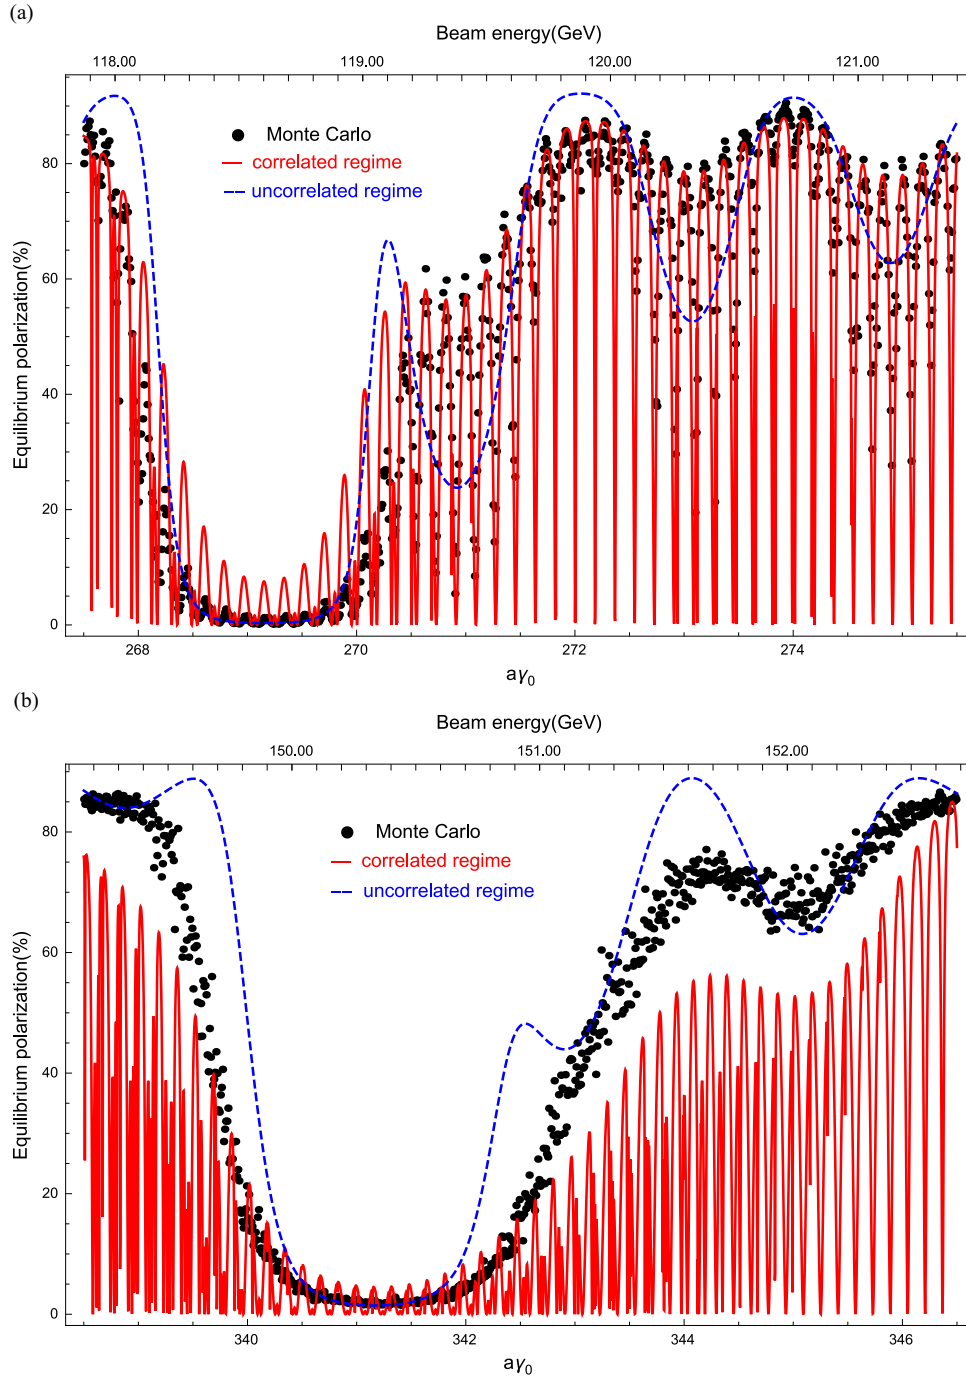 (a)
Beam energy(GeV)
118.00 119.00 120.00 121.00
80
60
40
20
0
Equilibrium polarization(%)
Monte Carlo
correlated regime
uncorrelated regime
268 270 272 274
aγ0
(b)
Beam energy(GeV)
150.00 151.00 152.00
80
60
40
20
0
Equilibrium polarization(%)
Monte Carlo
correlated regime
uncorrelated regime
340 342 344 346
aγ0